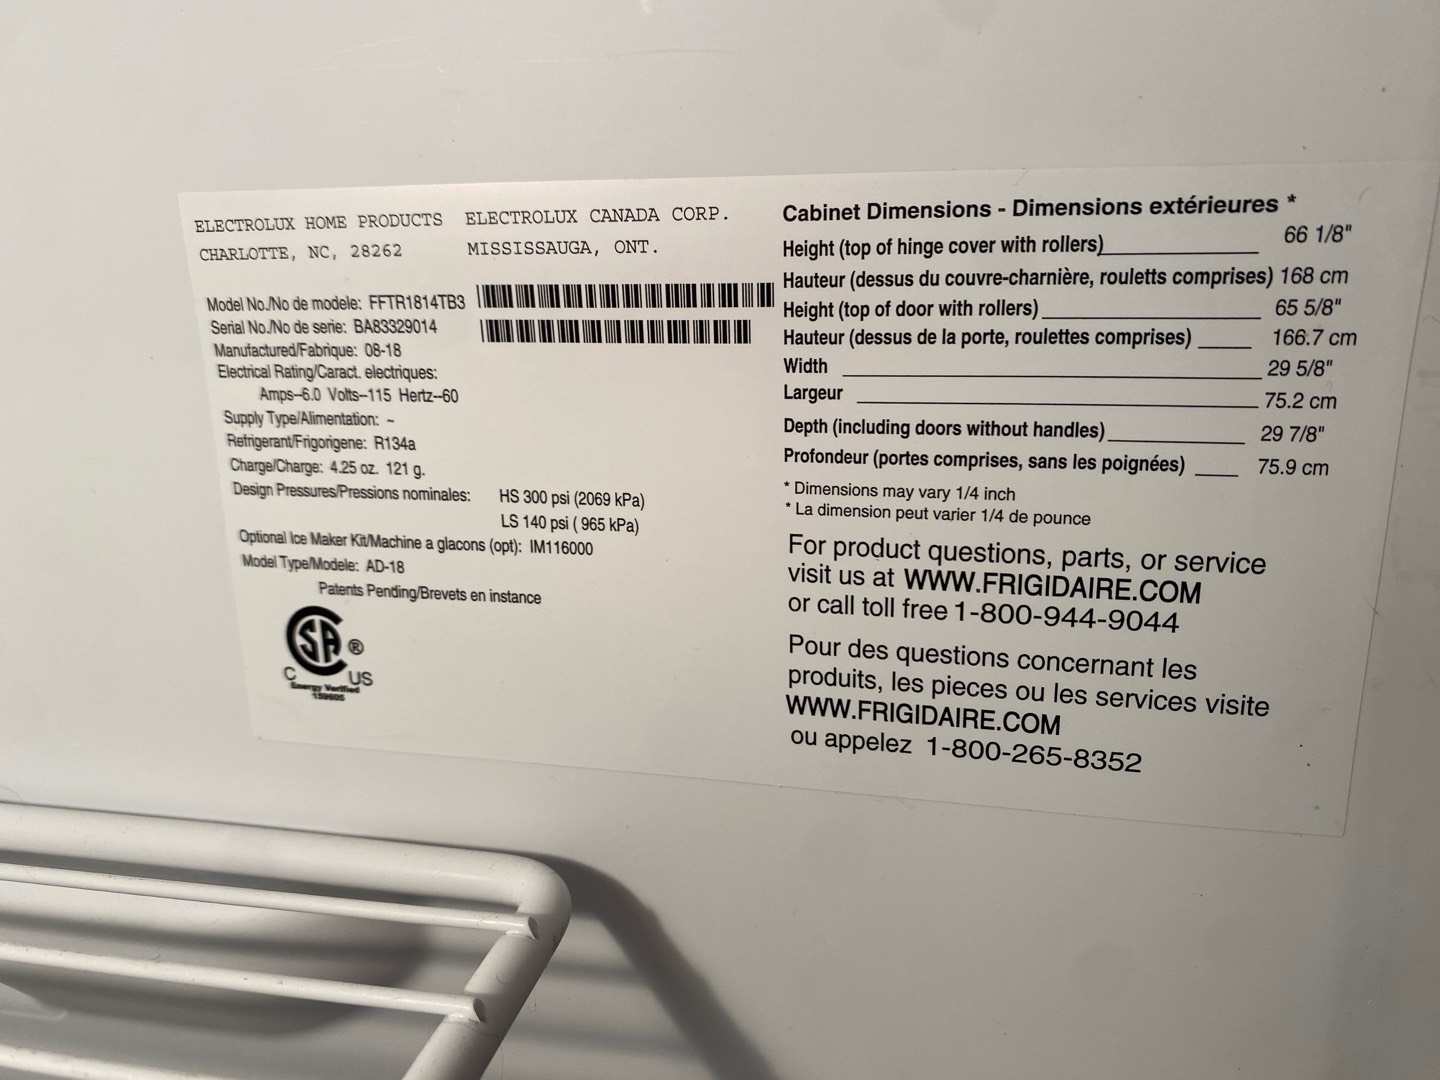 ELECTROLUX HOME PRODUCTS ELECTROLUX CANADA CORP.
CHARLOTTE, NC, 28262 MISSISSAUGA, ONT.
Model No./No de modele: FFTR1814TB3
Serial No./No de serie: BA83329014
Manufactured/Fabrique: 08-18
Electrical Rating/Caract. electriques:
Amps--6.0 Volts--115 Hertz--60
Supply Type/Alimentation: ~
Refrigerant/Frigorigene: R134a
Charge/Charge: 4.25 oz. 121 g.
Design Pressures/Pressions nominales: HS 300 psi (2069 kPa)
LS 140 psi ( 965 kPa)
Optional Ice Maker Kit/Machine a glacons (opt): IM116000
Model Type/Modele: AD-18
Patents Pending/Brevets en instance
SA ®
C US
Energy Verified
159605
Cabinet Dimensions - Dimensions extérieures *
Height (top of hinge cover with rollers) 66 1/8"
Hauteur (dessus du couvre-charnière, rouletts comprises) 168 cm
Height (top of door with rollers) 65 5/8"
Hauteur (dessus de la porte, roulettes comprises) 166.7 cm
Width 29 5/8"
Largeur 75.2 cm
Depth (including doors without handles) 29 7/8"
Profondeur (portes comprises, sans les poignées) 75.9 cm
* Dimensions may vary 1/4 inch
* La dimension peut varier 1/4 de pounce
For product questions, parts, or service
visit us at WWW.FRIGIDAIRE.COM
or call toll free 1-800-944-9044
Pour des questions concernant les
produits, les pieces ou les services visite
WWW.FRIGIDAIRE.COM
ou appelez 1-800-265-8352